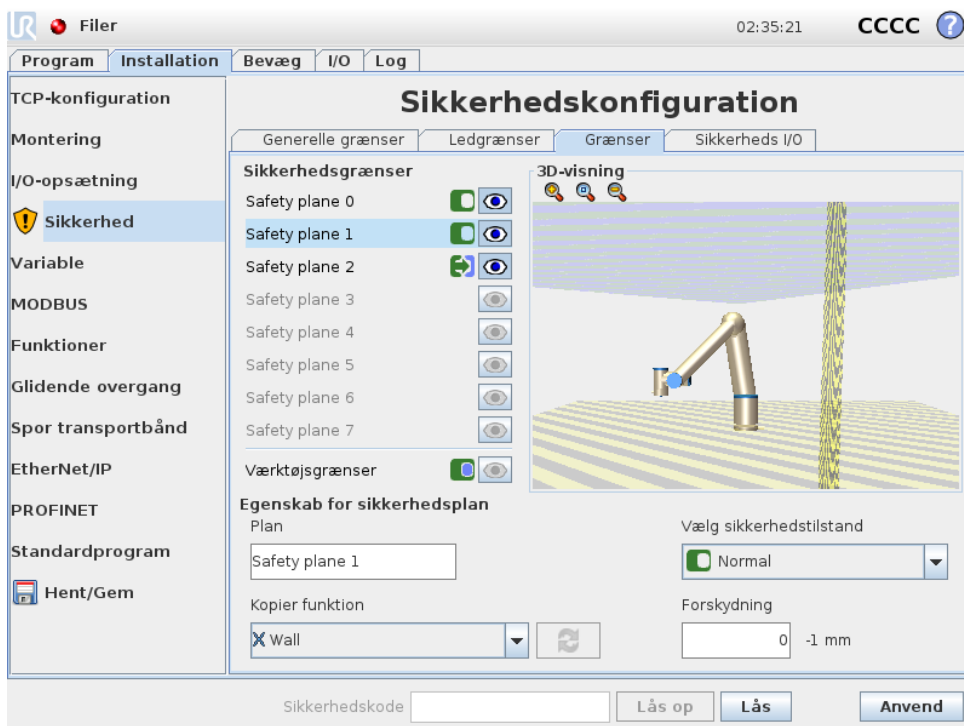 UR Filer 02:35:21 CCCC ?
Program Installation Bevæg I/O Log
TCP-konfiguration
Montering
I/O-opsætning
Sikkerhed
Variable
MODBUS
Funktioner
Glidende overgang
Spor transportbånd
EtherNet/IP
PROFINET
Standardprogram
Hent/Gem
Sikkerhedskonfiguration
Generelle grænser Ledgrænser Grænser Sikkerheds I/O
Sikkerhedsgrænser
Safety plane 0
Safety plane 1
Safety plane 2
Safety plane 3
Safety plane 4
Safety plane 5
Safety plane 6
Safety plane 7
Værktøjsgrænser
3D-visning
Egenskab for sikkerhedsplan
Plan
Safety plane 1
Kopier funktion
Wall
Vælg sikkerhedstilstand
Normal
Forskydning
0 -1 mm
Sikkerhedskode Lås op Lås Anvend